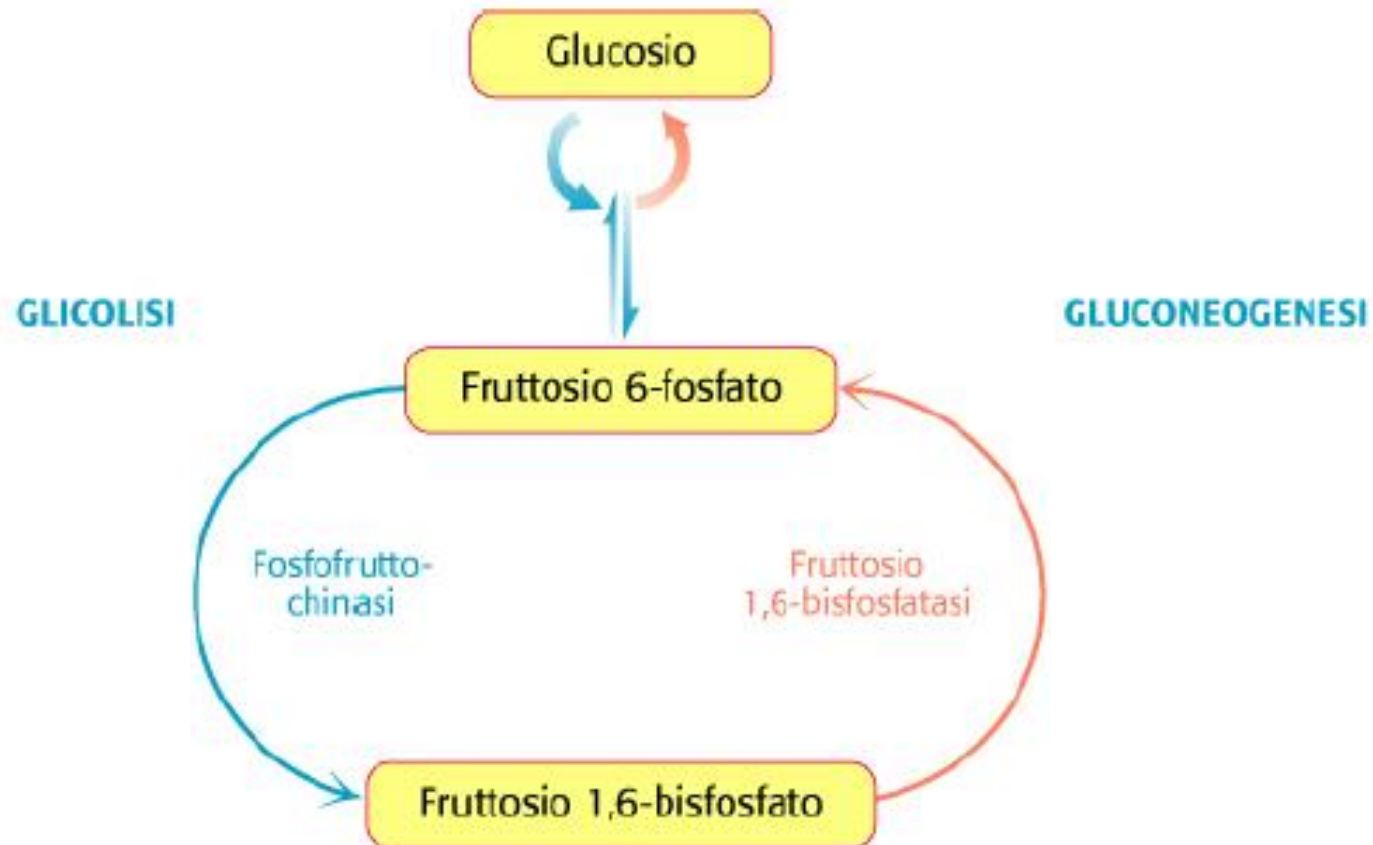 Glucosio
GLICOLISI
GLUCONEOGENESI
Fruttosio 6-fosfato
Fosfofrutto-
chinasi
Fruttosio
1,6-bisfosfatasi
Fruttosio 1,6-bisfosfato